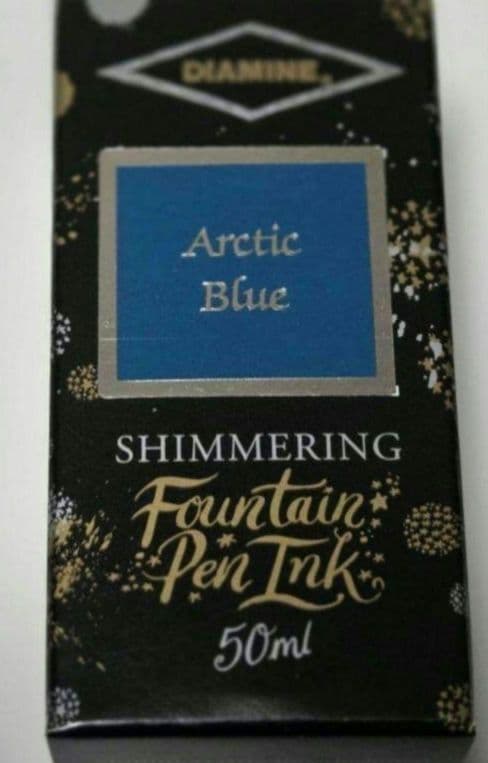 DIAMINE®
Arctic
Blue
SHIMMERING
Fountain
Pen Ink
50ml